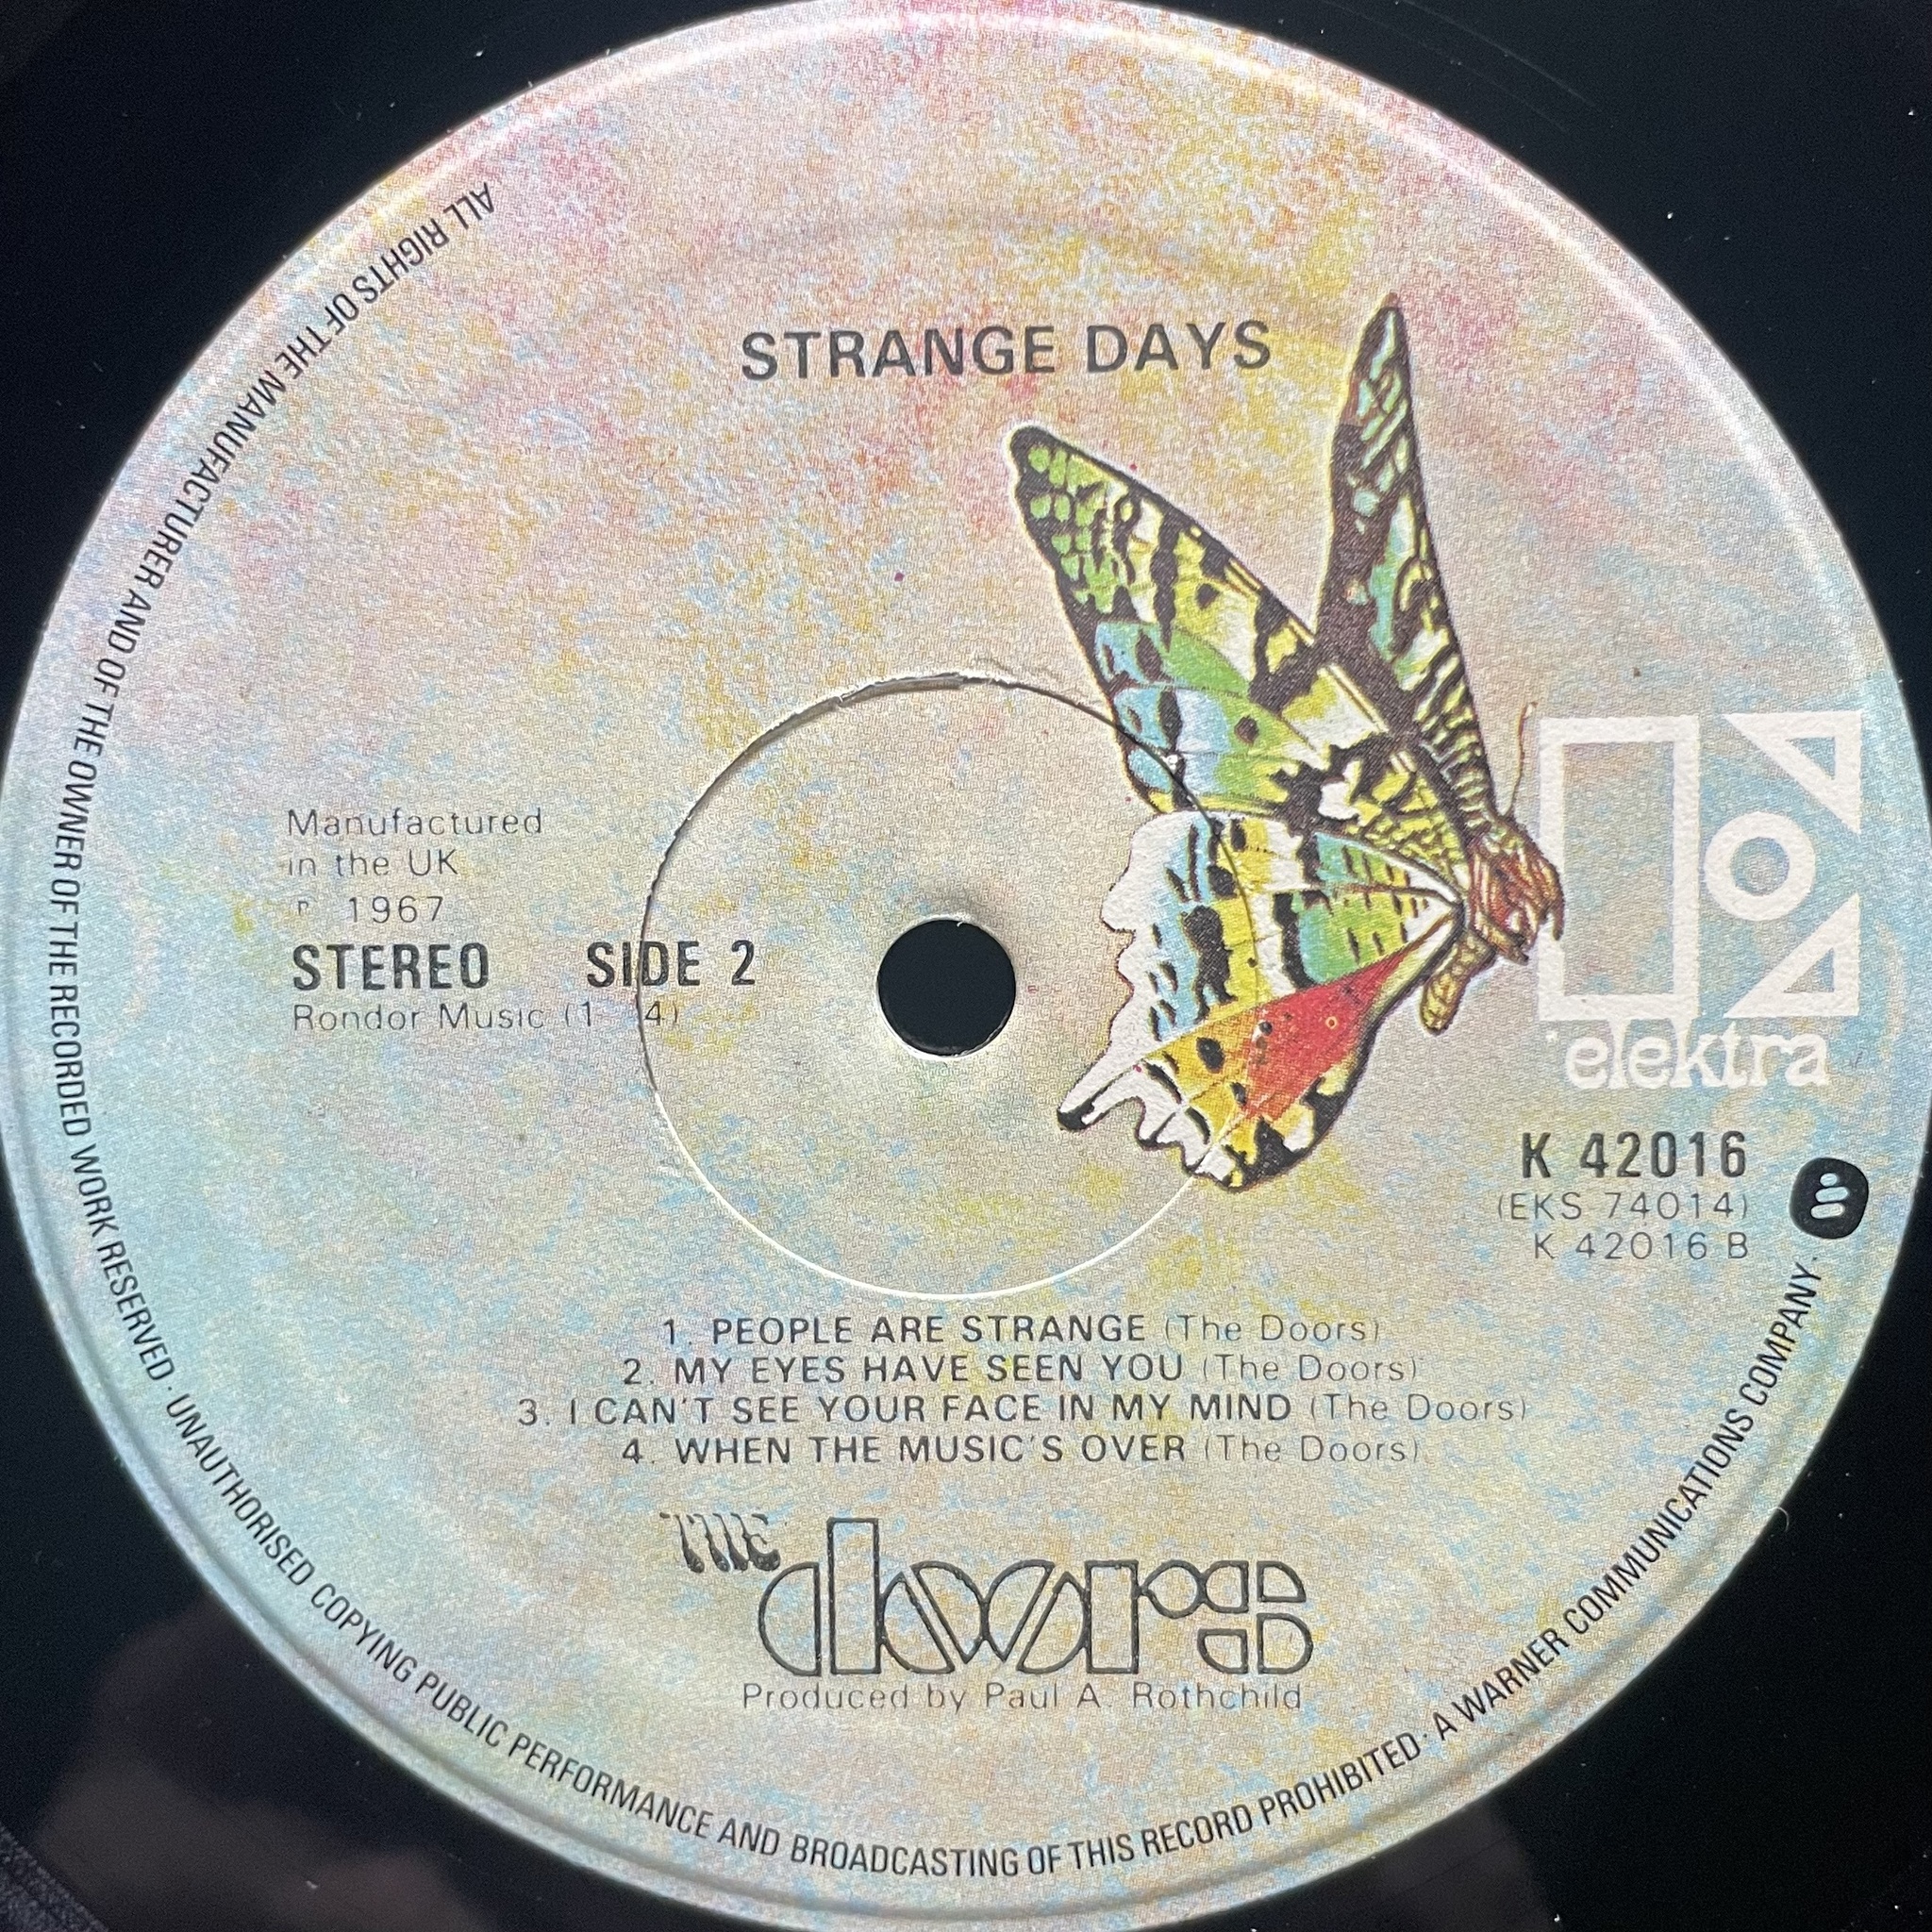 STRANGE DAYS
Manufactured
in the UK
℗ 1967
STEREO SIDE 2
Rondor Music (1 - 4)
elektra
K 42016
(EKS 74014)
K 42016 B
1. PEOPLE ARE STRANGE (The Doors)
2. MY EYES HAVE SEEN YOU (The Doors)
3. I CAN'T SEE YOUR FACE IN MY MIND (The Doors)
4. WHEN THE MUSIC'S OVER (The Doors)
THE doors
Produced by Paul A. Rothchild
ALL RIGHTS OF THE MANUFACTURER AND OF THE OWNER OF THE RECORDED WORK RESERVED · UNAUTHORISED COPYING PUBLIC PERFORMANCE AND BROADCASTING OF THIS RECORD PROHIBITED · A WARNER COMMUNICATIONS COMPANY ·